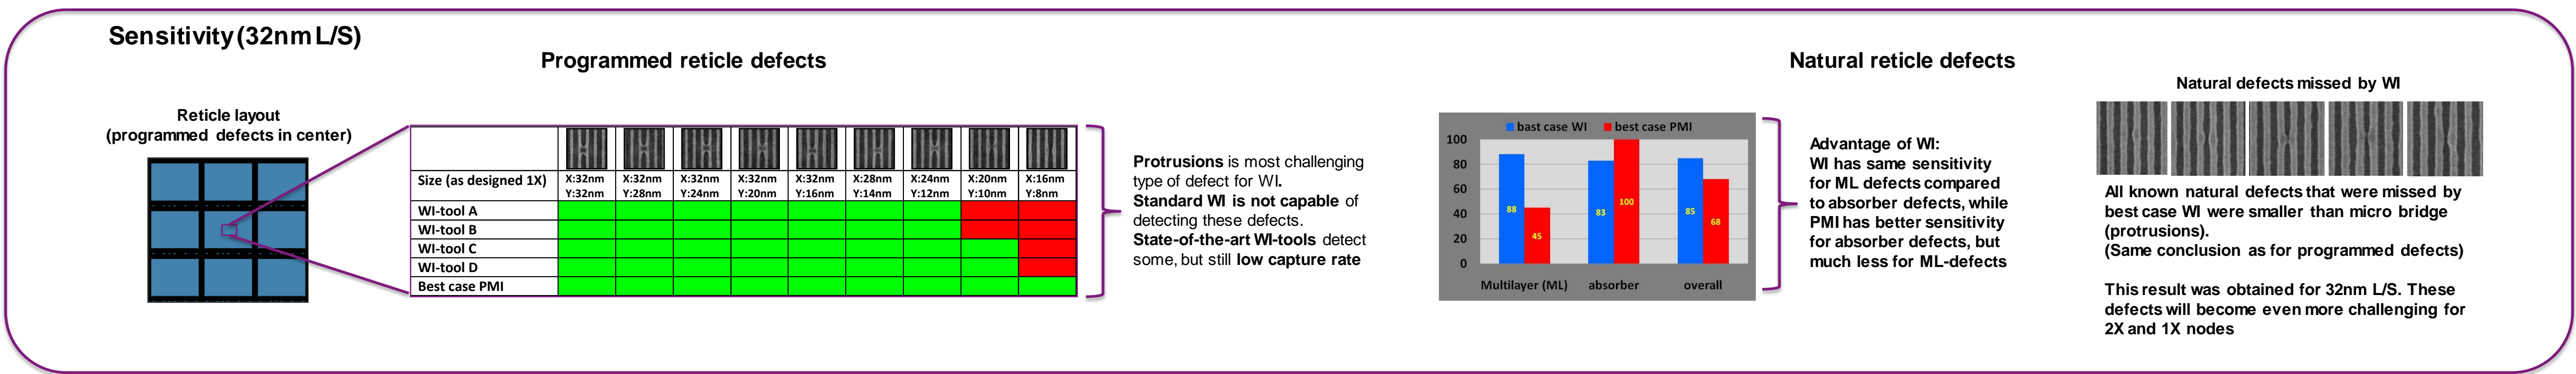 Sensitivity (32nm L/S)
Programmed reticle defects
Reticle layout
(programmed defects in center)
Size (as designed 1X) X:32nm X:32nm X:32nm X:32nm X:32nm X:28nm X:24nm X:20nm X:16nm
Y:32nm Y:28nm Y:24nm Y:20nm Y:16nm Y:14nm Y:12nm Y:10nm Y:8nm
WI-tool A
WI-tool B
WI-tool C
WI-tool D
Best case PMI
Protrusions is most challenging
type of defect for WI.
Standard WI is not capable of
detecting these defects.
State-of-the-art WI-tools detect
some, but still low capture rate
Natural reticle defects
bast case WI best case PMI
100
80
60
40
20
0
88 45 83 100 85 68
Multilayer (ML) absorber overall
Advantage of WI:
WI has same sensitivity
for ML defects compared
to absorber defects, while
PMI has better sensitivity
for absorber defects, but
much less for ML-defects
Natural defects missed by WI
All known natural defects that were missed by
best case WI were smaller than micro bridge
(protrusions).
(Same conclusion as for programmed defects)
This result was obtained for 32nm L/S. These
defects will become even more challenging for
2X and 1X nodes